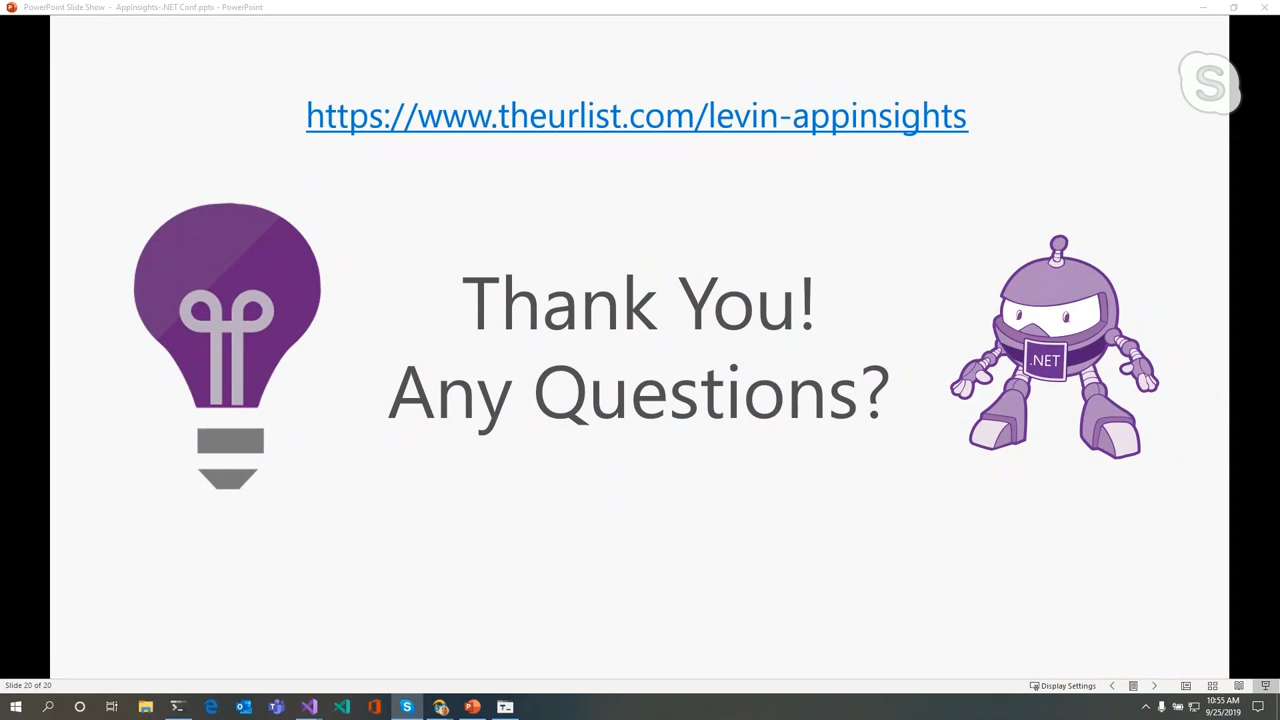 PowerPoint Slide Show - AppInsights-.NET Conf.pptx - PowerPoint
https://www.theurlist.com/levin-appinsights
Thank You!
Any Questions?
.NET
Slide 20 of 20
Display Settings
10:55 AM
9/25/2019